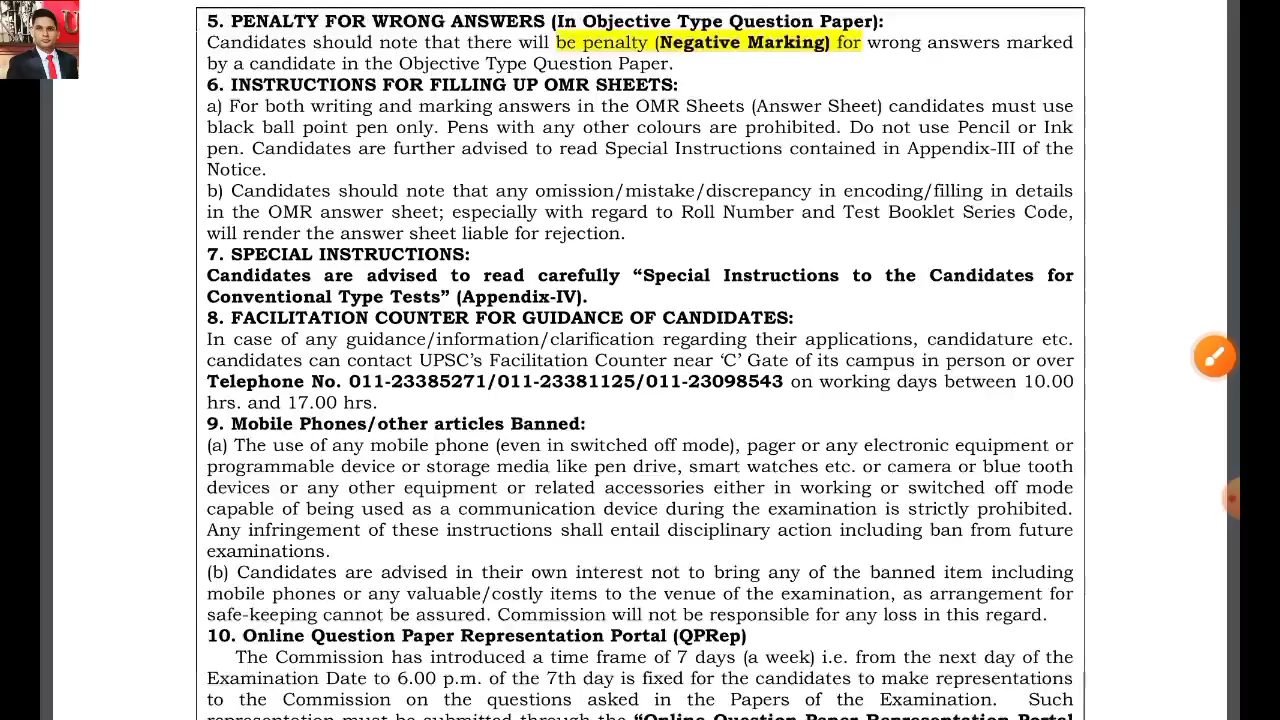 U
5. PENALTY FOR WRONG ANSWERS (In Objective Type Question Paper):
Candidates should note that there will be penalty (Negative Marking) for wrong answers marked
by a candidate in the Objective Type Question Paper.
6. INSTRUCTIONS FOR FILLING UP OMR SHEETS:
a) For both writing and marking answers in the OMR Sheets (Answer Sheet) candidates must use
black ball point pen only. Pens with any other colours are prohibited. Do not use Pencil or Ink
pen. Candidates are further advised to read Special Instructions contained in Appendix-III of the
Notice.
b) Candidates should note that any omission/mistake/discrepancy in encoding/filling in details
in the OMR answer sheet; especially with regard to Roll Number and Test Booklet Series Code,
will render the answer sheet liable for rejection.
7. SPECIAL INSTRUCTIONS:
Candidates are advised to read carefully “Special Instructions to the Candidates for
Conventional Type Tests” (Appendix-IV).
8. FACILITATION COUNTER FOR GUIDANCE OF CANDIDATES:
In case of any guidance/information/clarification regarding their applications, candidature etc.
candidates can contact UPSC’s Facilitation Counter near ‘C’ Gate of its campus in person or over
Telephone No. 011-23385271/011-23381125/011-23098543 on working days between 10.00
hrs. and 17.00 hrs.
9. Mobile Phones/other articles Banned:
(a) The use of any mobile phone (even in switched off mode), pager or any electronic equipment or
programmable device or storage media like pen drive, smart watches etc. or camera or blue tooth
devices or any other equipment or related accessories either in working or switched off mode
capable of being used as a communication device during the examination is strictly prohibited.
Any infringement of these instructions shall entail disciplinary action including ban from future
examinations.
(b) Candidates are advised in their own interest not to bring any of the banned item including
mobile phones or any valuable/costly items to the venue of the examination, as arrangement for
safe-keeping cannot be assured. Commission will not be responsible for any loss in this regard.
10. Online Question Paper Representation Portal (QPRep)
The Commission has introduced a time frame of 7 days (a week) i.e. from the next day of the
Examination Date to 6.00 p.m. of the 7th day is fixed for the candidates to make representations
to the Commission on the questions asked in the Papers of the Examination. Such
representation must be submitted through the “Online Question Paper Representation Portal